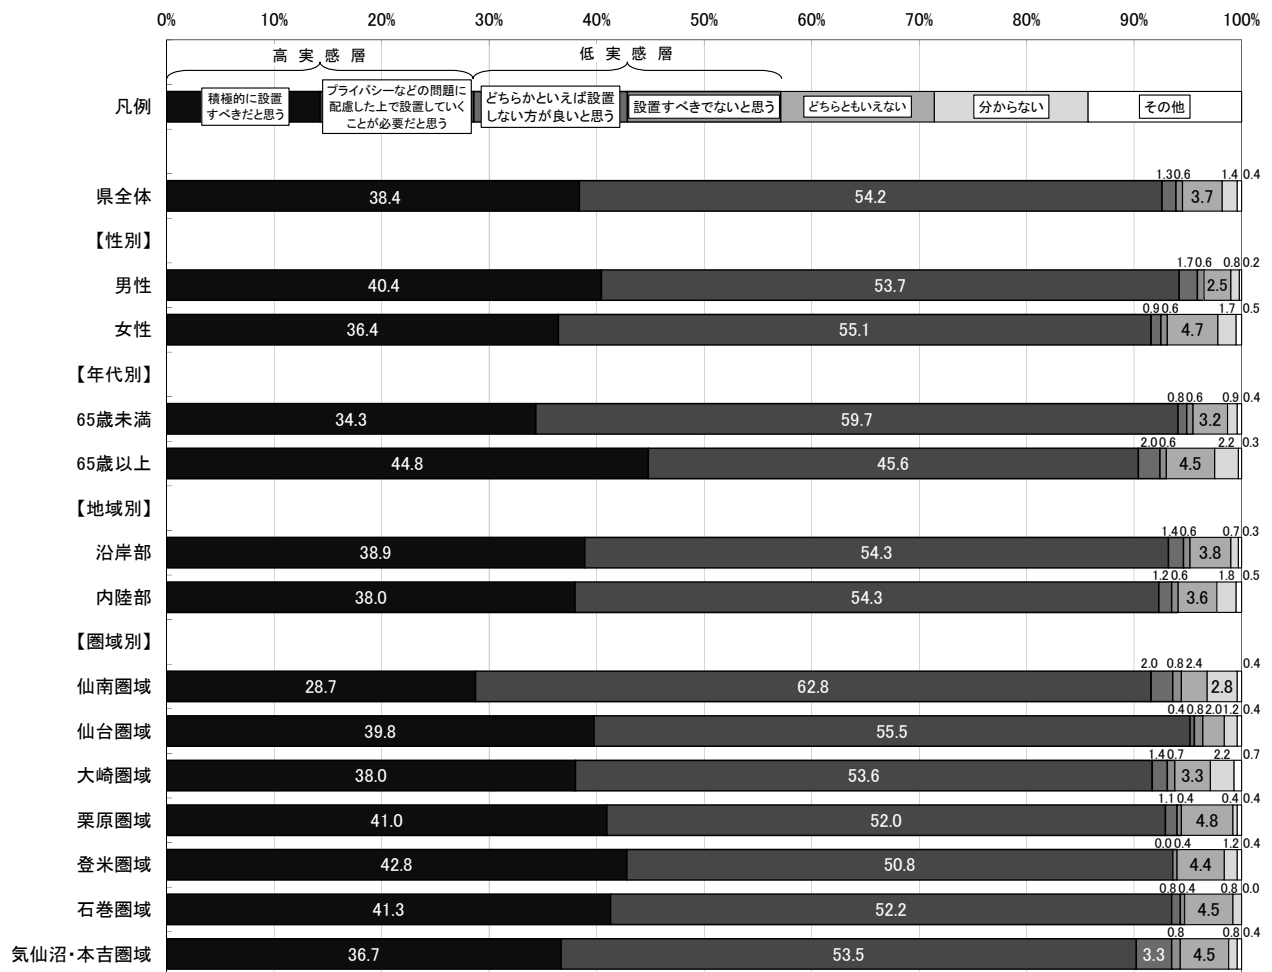 0% 10% 20% 30% 40% 50% 60% 70% 80% 90% 100%
高実感層 低実感層
凡例
積極的に設置
すべきだと思う
プライバシーなどの問題に
配慮した上で設置していく
ことが必要だと思う
どちらかといえば設置
しない方が良いと思う
設置すべきでないと思う
どちらともいえない
分からない
その他
1.3 0.6 1.4 0.4
県全体 38.4 54.2 3.7
【性別】
1.7 0.6 0.8 0.2
男性 40.4 53.7 2.5
0.9 0.6 1.7 0.5
女性 36.4 55.1 4.7
【年代別】
0.8 0.6 0.9 0.4
65歳未満 34.3 59.7 3.2
2.0 0.6 2.2 0.3
65歳以上 44.8 45.6 4.5
【地域別】
1.4 0.6 0.7 0.3
沿岸部 38.9 54.3 3.8
1.2 0.6 1.8 0.5
内陸部 38.0 54.3 3.6
【圏域別】
2.0 0.8 2.4 0.4
仙南圏域 28.7 62.8 2.8
0.4 0.8 2.0 1.2 0.4
仙台圏域 39.8 55.5
1.4 0.7 2.2 0.7
大崎圏域 38.0 53.6 3.3
1.1 0.4 0.4 0.4
栗原圏域 41.0 52.0 4.8
0.0 0.4 1.2 0.4
登米圏域 42.8 50.8 4.4
0.8 0.4 0.8 0.0
石巻圏域 41.3 52.2 4.5
0.8 0.8 0.4
気仙沼・本吉圏域 36.7 53.5 3.3 4.5